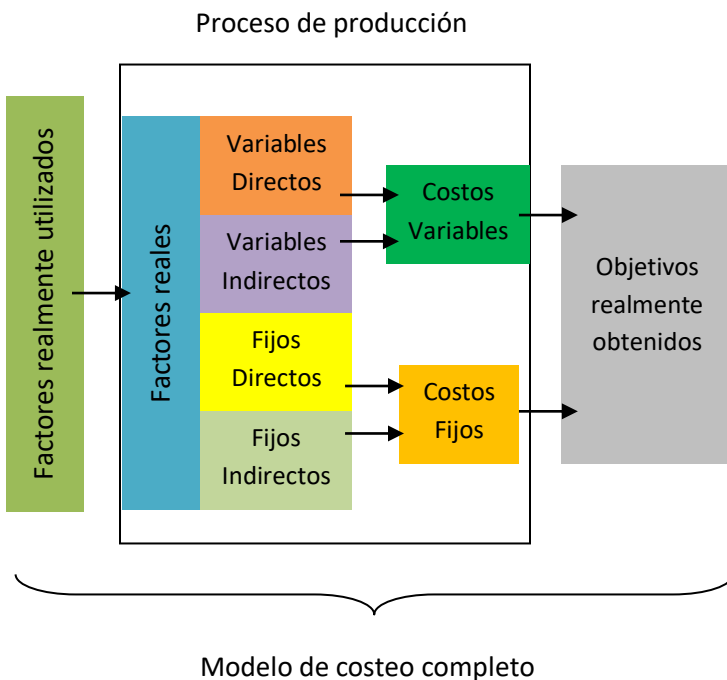 Proceso de producción
Factores realmente utilizados
Factores reales
Variables
Directos
Variables
Indirectos
Fijos
Directos
Fijos
Indirectos
Costos
Variables
Costos
Fijos
Objetivos
realmente
obtenidos
Modelo de costeo completo